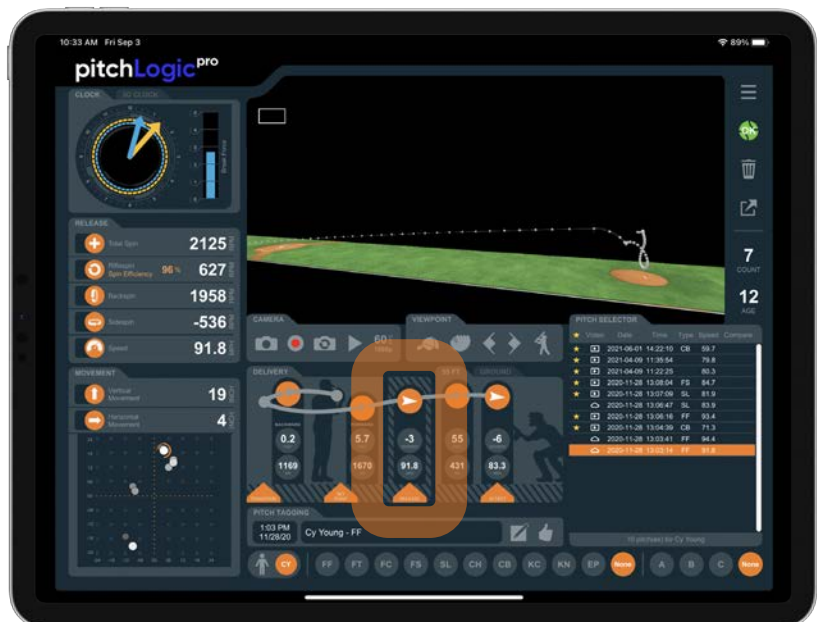 10:33 AM Fri Sep 3
89%
pitchLogic pro
CLOCK 3D CLOCK
Break Force
RELEASE
Total Spin 2125
Riflespin
Spin Efficiency 96 % 627
Backspin 1958
Sidespin -536
Speed 91.8
MOVEMENT
Vertical
Movement 19
Horizontal
Movement 4
7
COUNT
12
AGE
CAMERA
60
1080p
VIEWPOINT
DELIVERY
55 FT GROUND
0.2 5.7 -3 55 -6
1169 1670 91.8 431 83.3
PITCH TAGGING
1:03 PM
11/28/20
Cy Young - FF
PITCH SELECTOR
Video Date Time Type Speed Compare
2021-06-01 14:22:10 CB 59.7
2021-04-09 11:35:54 79.8
2021-04-09 11:22:25 80.3
2020-11-28 13:08:04 FS 84.7
2020-11-28 13:07:09 SL 81.9
2020-11-28 13:06:47 SL 83.9
2020-11-28 13:06:16 FF 93.4
2020-11-28 13:04:39 CB 71.3
2020-11-28 13:03:41 FF 94.4
2020-11-28 13:03:14 FF 91.8
10 pitch(es) by Cy Young
CY FF FT FC FS SL CH CB KC KN EP None A B C None